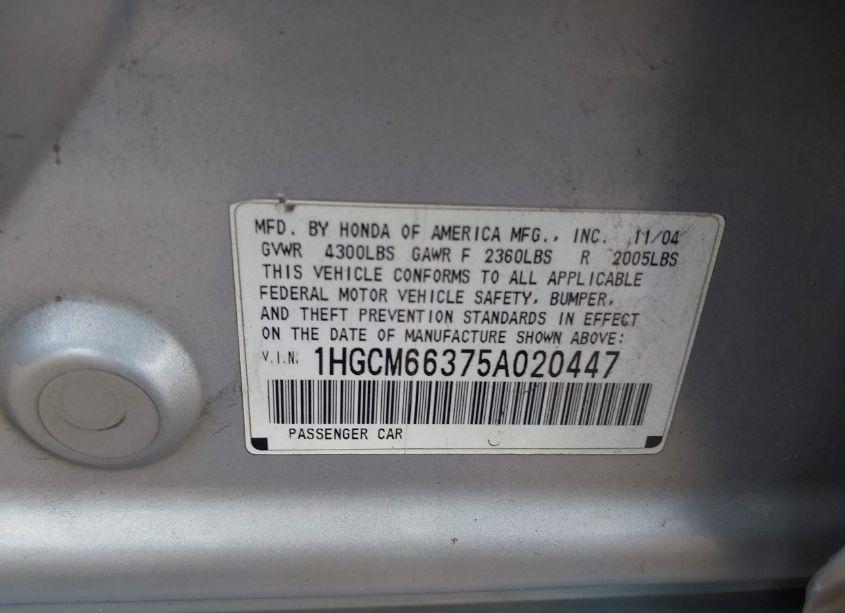 MFD. BY HONDA OF AMERICA MFG., INC. 11/04
GVWR 4300LBS GAWR F 2360LBS R 2005LBS
THIS VEHICLE CONFORMS TO ALL APPLICABLE
FEDERAL MOTOR VEHICLE SAFETY, BUMPER,
AND THEFT PREVENTION STANDARDS IN EFFECT
ON THE DATE OF MANUFACTURE SHOWN ABOVE:
V.I.N: 1HGCM66375A020447
PASSENGER CAR